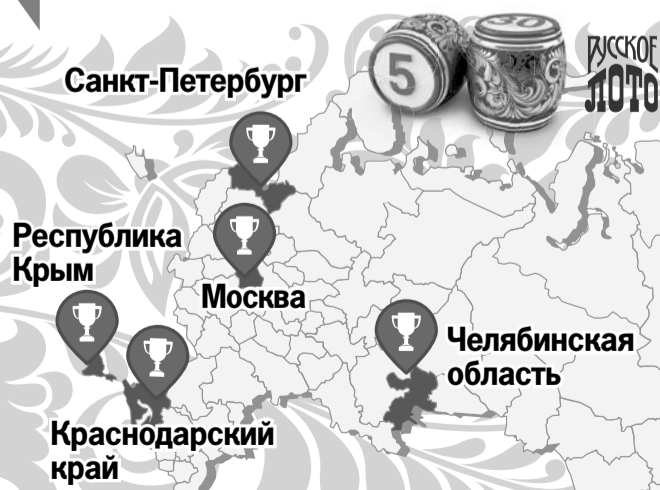 Санкт-Петербург
5
30
РУССКОЕ
ЛОТО
Республика
Крым
Москва
Челябинская
область
Краснодарский
край